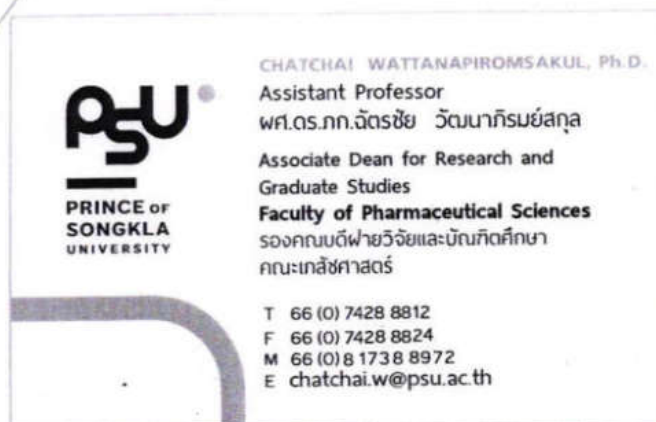 PSU
PRINCE OF
SONGKLA
UNIVERSITY
CHATCHAI WATTANAPIROMSAKUL, Ph.D.
Assistant Professor
ผศ.ดร.ภก.ฉัตรชัย วัฒนาภิรมย์สกุล
Associate Dean for Research and
Graduate Studies
Faculty of Pharmaceutical Sciences
รองคณบดีฝ่ายวิจัยและบัณฑิตศึกษา
คณะเภสัชศาสตร์
T 66 (0) 7428 8812
F 66 (0) 7428 8824
M 66 (0) 8 1738 8972
E chatchai.w@psu.ac.th